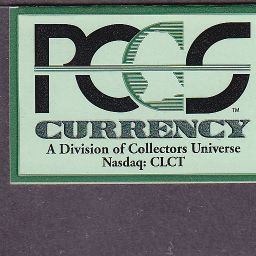 PCGS
™
CURRENCY
A Division of Collectors Universe
Nasdaq: CLCT